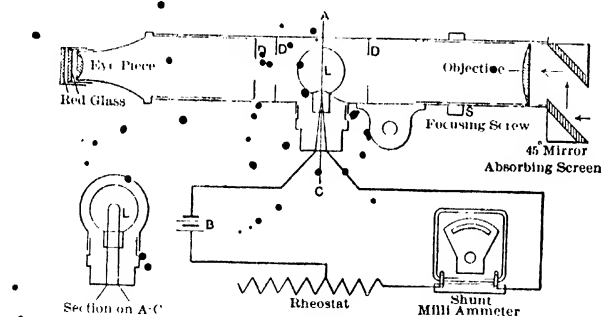 A
D D
D
Eye Piece
L
Objective
Red Glass
S
Focusing Screw
45° Mirror
Absorbing Screen
C
L
B
Section on A-C
Rheostat
Shunt
Milli Ammeter